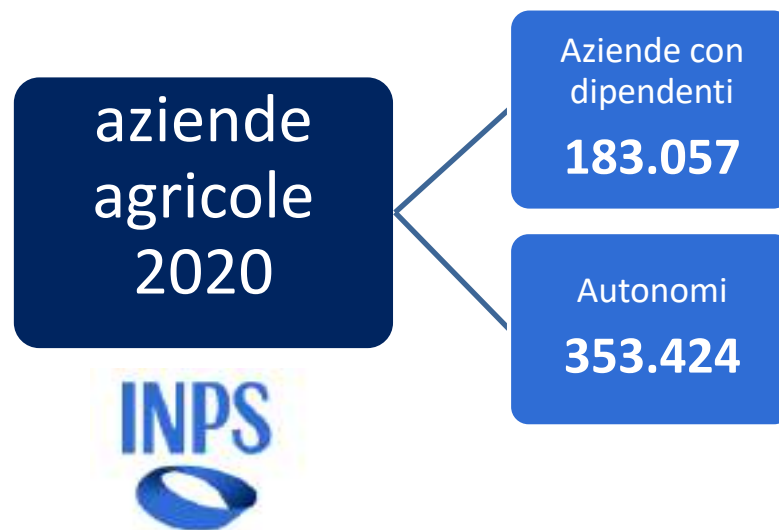 aziende
agricole
2020
Aziende con
dipendenti
183.057
Autonomi
353.424
INPS